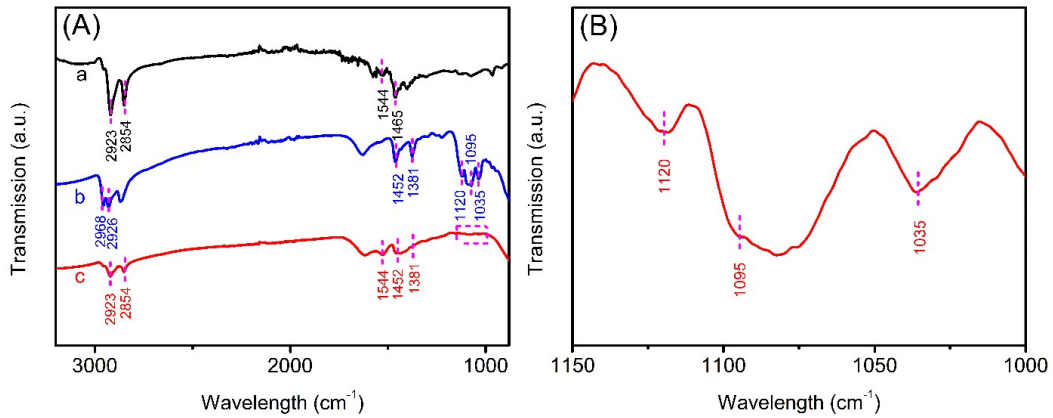 (A)
a
2923
2854
1544
1465
b
2968
2926
1452
1381
1120
1095
1035
c
2923
2854
1544
1452
1381
Transmission (a.u.)
3000
2000
1000
Wavelength (cm⁻¹)
(B)
1120
1095
1035
Transmission (a.u.)
1150
1100
1050
1000
Wavelength (cm⁻¹)